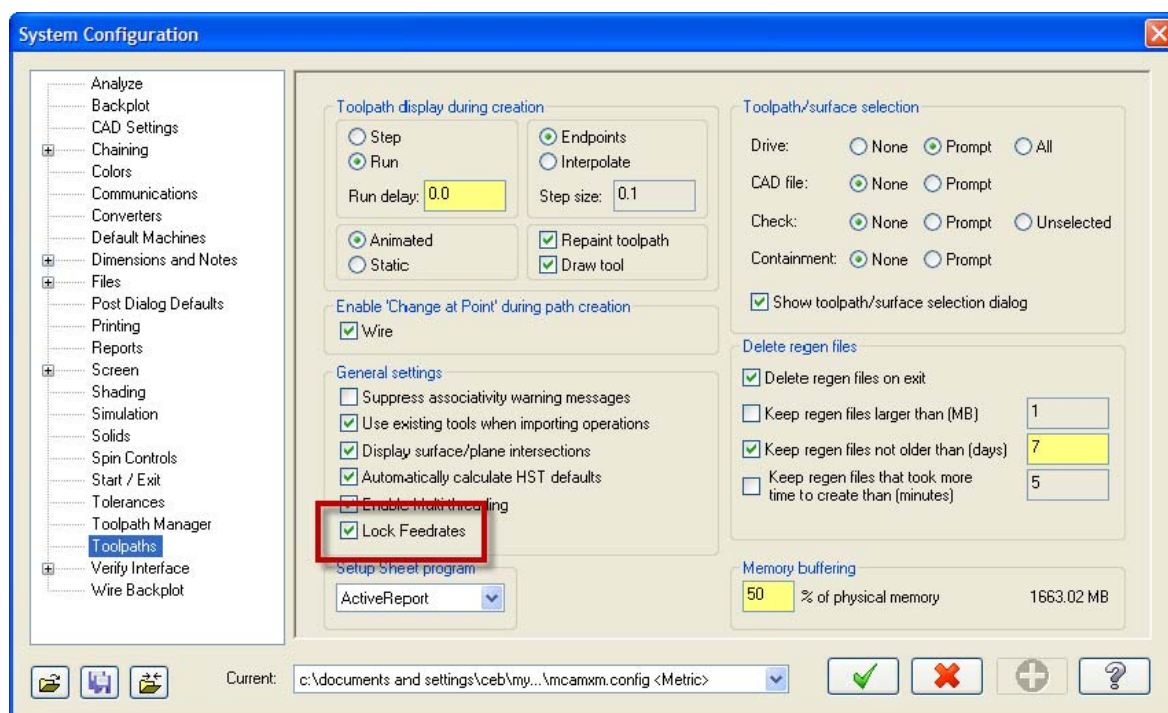 System Configuration
Analyze
Backplot
CAD Settings
Chaining
Colors
Communications
Converters
Default Machines
Dimensions and Notes
Files
Post Dialog Defaults
Printing
Reports
Screen
Shading
Simulation
Solids
Spin Controls
Start / Exit
Tolerances
Toolpath Manager
Toolpaths
Verify Interface
Wire Backplot
Toolpath display during creation
Step
Run
Run delay: 0.0
Endpoints
Interpolate
Step size: 0.1
Animated
Static
Repaint toolpath
Draw tool
Enable 'Change at Point' during path creation
Wire
General settings
Suppress associativity warning messages
Use existing tools when importing operations
Display surface/plane intersections
Automatically calculate HST defaults
Enable Multi threading
Lock Feedrates
Setup Sheet program
ActiveReport
Toolpath/surface selection
Drive: None Prompt All
CAD file: None Prompt
Check: None Prompt Unselected
Containment: None Prompt
Show toolpath/surface selection dialog
Delete regen files
Delete regen files on exit
Keep regen files larger than (MB) 1
Keep regen files not older than (days) 7
Keep regen files that took more
time to create than (minutes) 5
Memory buffering
50 % of physical memory 1663.02 MB
Current: c:\documents and settings\ceb\my...\mcamxm.config <Metric>